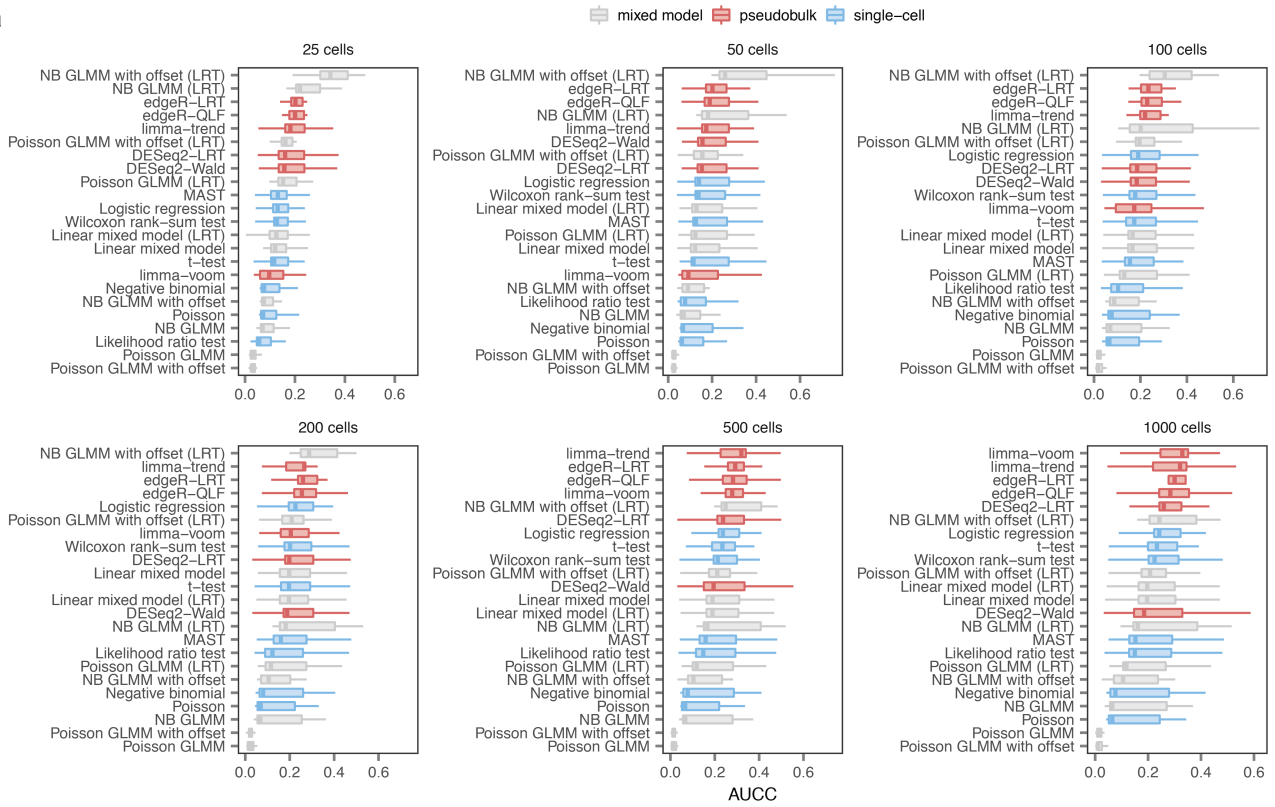 mixed model pseudobulk single−cell
25 cells
NB GLMM with offset (LRT)
NB GLMM (LRT)
edgeR−LRT
edgeR−QLF
limma−trend
Poisson GLMM with offset (LRT)
DESeq2−LRT
DESeq2−Wald
Poisson GLMM (LRT)
MAST
Logistic regression
Wilcoxon rank−sum test
Linear mixed model (LRT)
Linear mixed model
t−test
limma−voom
Negative binomial
NB GLMM with offset
Poisson
NB GLMM
Likelihood ratio test
Poisson GLMM
Poisson GLMM with offset
0.0 0.2 0.4 0.6
50 cells
NB GLMM with offset (LRT)
edgeR−LRT
edgeR−QLF
NB GLMM (LRT)
limma−trend
DESeq2−Wald
Poisson GLMM with offset (LRT)
DESeq2−LRT
Logistic regression
Wilcoxon rank−sum test
Linear mixed model (LRT)
MAST
Poisson GLMM (LRT)
Linear mixed model
t−test
limma−voom
NB GLMM with offset
Likelihood ratio test
NB GLMM
Negative binomial
Poisson
Poisson GLMM with offset
Poisson GLMM
0.0 0.2 0.4 0.6
100 cells
NB GLMM with offset (LRT)
edgeR−LRT
edgeR−QLF
limma−trend
NB GLMM (LRT)
Poisson GLMM with offset (LRT)
Logistic regression
DESeq2−LRT
DESeq2−Wald
Wilcoxon rank−sum test
limma−voom
t−test
Linear mixed model (LRT)
Linear mixed model
MAST
Poisson GLMM (LRT)
Likelihood ratio test
NB GLMM with offset
Negative binomial
NB GLMM
Poisson
Poisson GLMM
Poisson GLMM with offset
0.0 0.2 0.4 0.6
200 cells
NB GLMM with offset (LRT)
limma−trend
edgeR−LRT
edgeR−QLF
Logistic regression
Poisson GLMM with offset (LRT)
limma−voom
Wilcoxon rank−sum test
DESeq2−LRT
Linear mixed model
t−test
Linear mixed model (LRT)
DESeq2−Wald
NB GLMM (LRT)
MAST
Likelihood ratio test
Poisson GLMM (LRT)
NB GLMM with offset
Negative binomial
Poisson
NB GLMM
Poisson GLMM with offset
Poisson GLMM
0.0 0.2 0.4 0.6
500 cells
limma−trend
edgeR−LRT
edgeR−QLF
limma−voom
NB GLMM with offset (LRT)
DESeq2−LRT
Logistic regression
t−test
Wilcoxon rank−sum test
Poisson GLMM with offset (LRT)
DESeq2−Wald
Linear mixed model
Linear mixed model (LRT)
NB GLMM (LRT)
MAST
Likelihood ratio test
Poisson GLMM (LRT)
NB GLMM with offset
Negative binomial
Poisson
NB GLMM
Poisson GLMM with offset
Poisson GLMM
0.0 0.2 0.4 0.6
1000 cells
limma−voom
limma−trend
edgeR−LRT
edgeR−QLF
DESeq2−LRT
NB GLMM with offset (LRT)
Logistic regression
t−test
Wilcoxon rank−sum test
Poisson GLMM with offset (LRT)
Linear mixed model (LRT)
Linear mixed model
DESeq2−Wald
NB GLMM (LRT)
MAST
Likelihood ratio test
Poisson GLMM (LRT)
NB GLMM with offset
Negative binomial
NB GLMM
Poisson
Poisson GLMM
Poisson GLMM with offset
0.0 0.2 0.4 0.6
AUCC